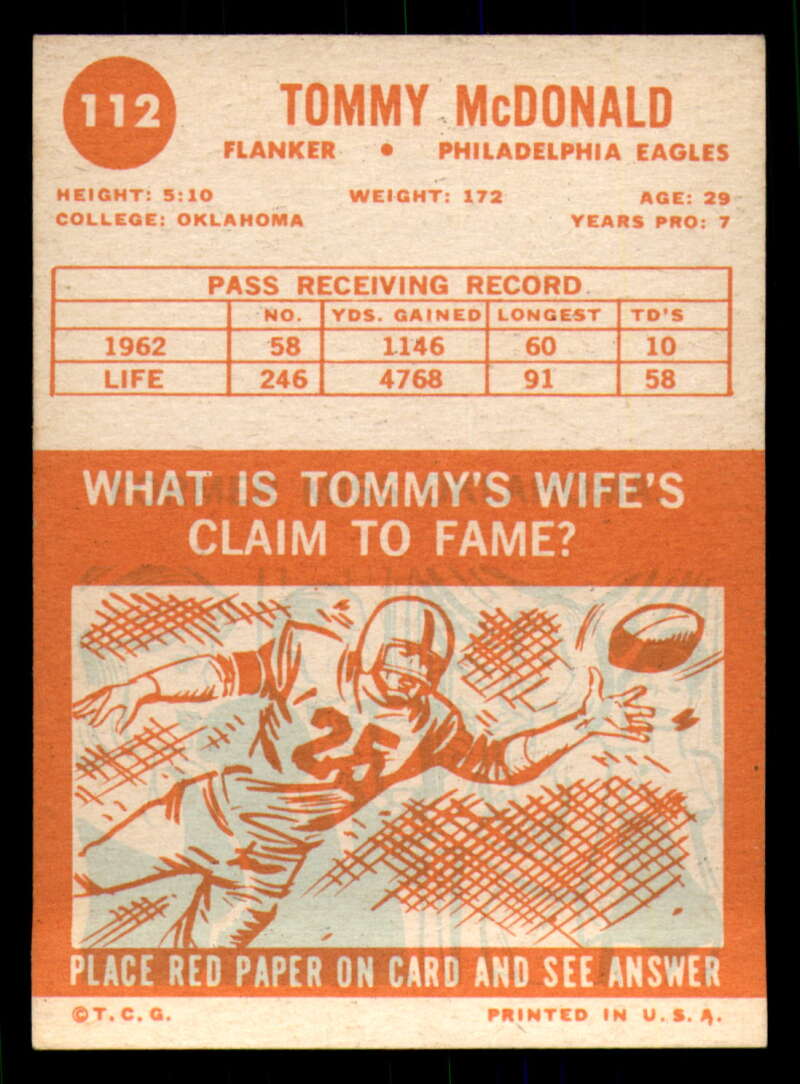 112
TOMMY McDONALD
FLANKER • PHILADELPHIA EAGLES
HEIGHT: 5:10 WEIGHT: 172 AGE: 29
COLLEGE: OKLAHOMA YEARS PRO: 7
PASS RECEIVING RECORD
NO. YDS. GAINED LONGEST TD'S
1962 58 1146 60 10
LIFE 246 4768 91 58
WHAT IS TOMMY'S WIFE'S
CLAIM TO FAME?
25
PLACE RED PAPER ON CARD AND SEE ANSWER
©T.C.G. PRINTED IN U.S.A.